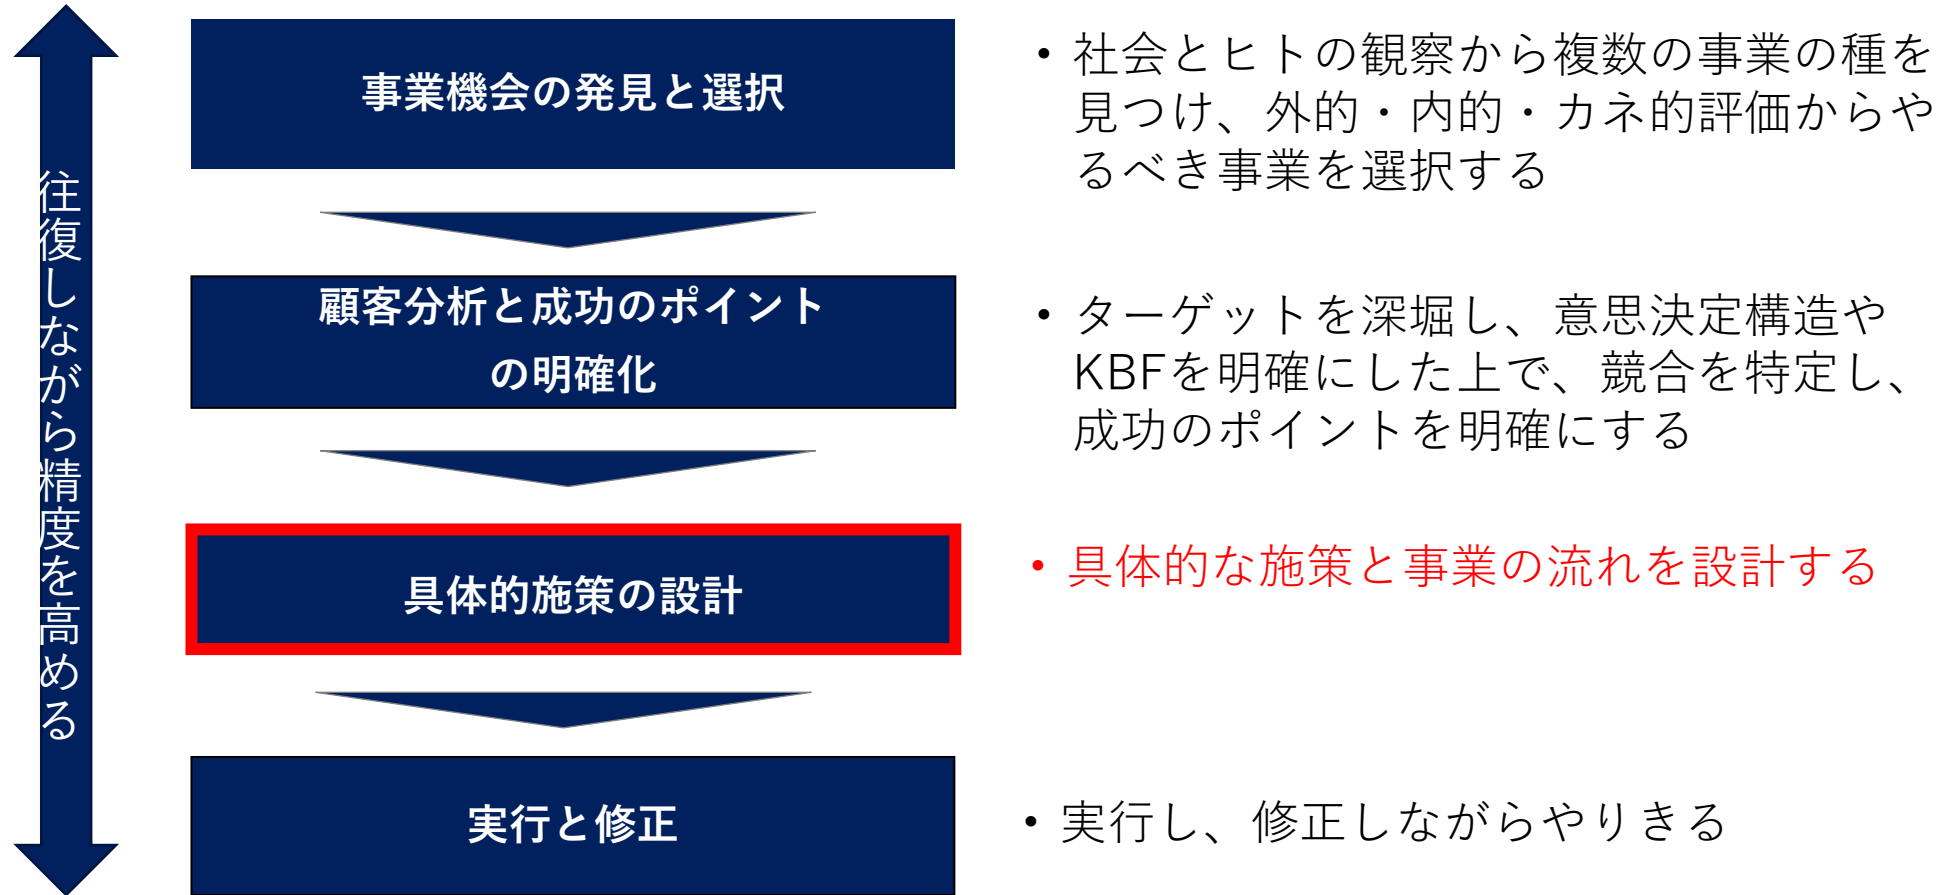 往復しながら精度を高める
事業機会の発見と選択
・社会とヒトの観察から複数の事業の種を
見つけ、外的・内的・カネ的評価からや
るべき事業を選択する
顧客分析と成功のポイント
の明確化
・ターゲットを深堀し、意思決定構造や
KBFを明確にした上で、競合を特定し、
成功のポイントを明確にする
具体的施策の設計
・具体的な施策と事業の流れを設計する
実行と修正
・実行し、修正しながらやりきる